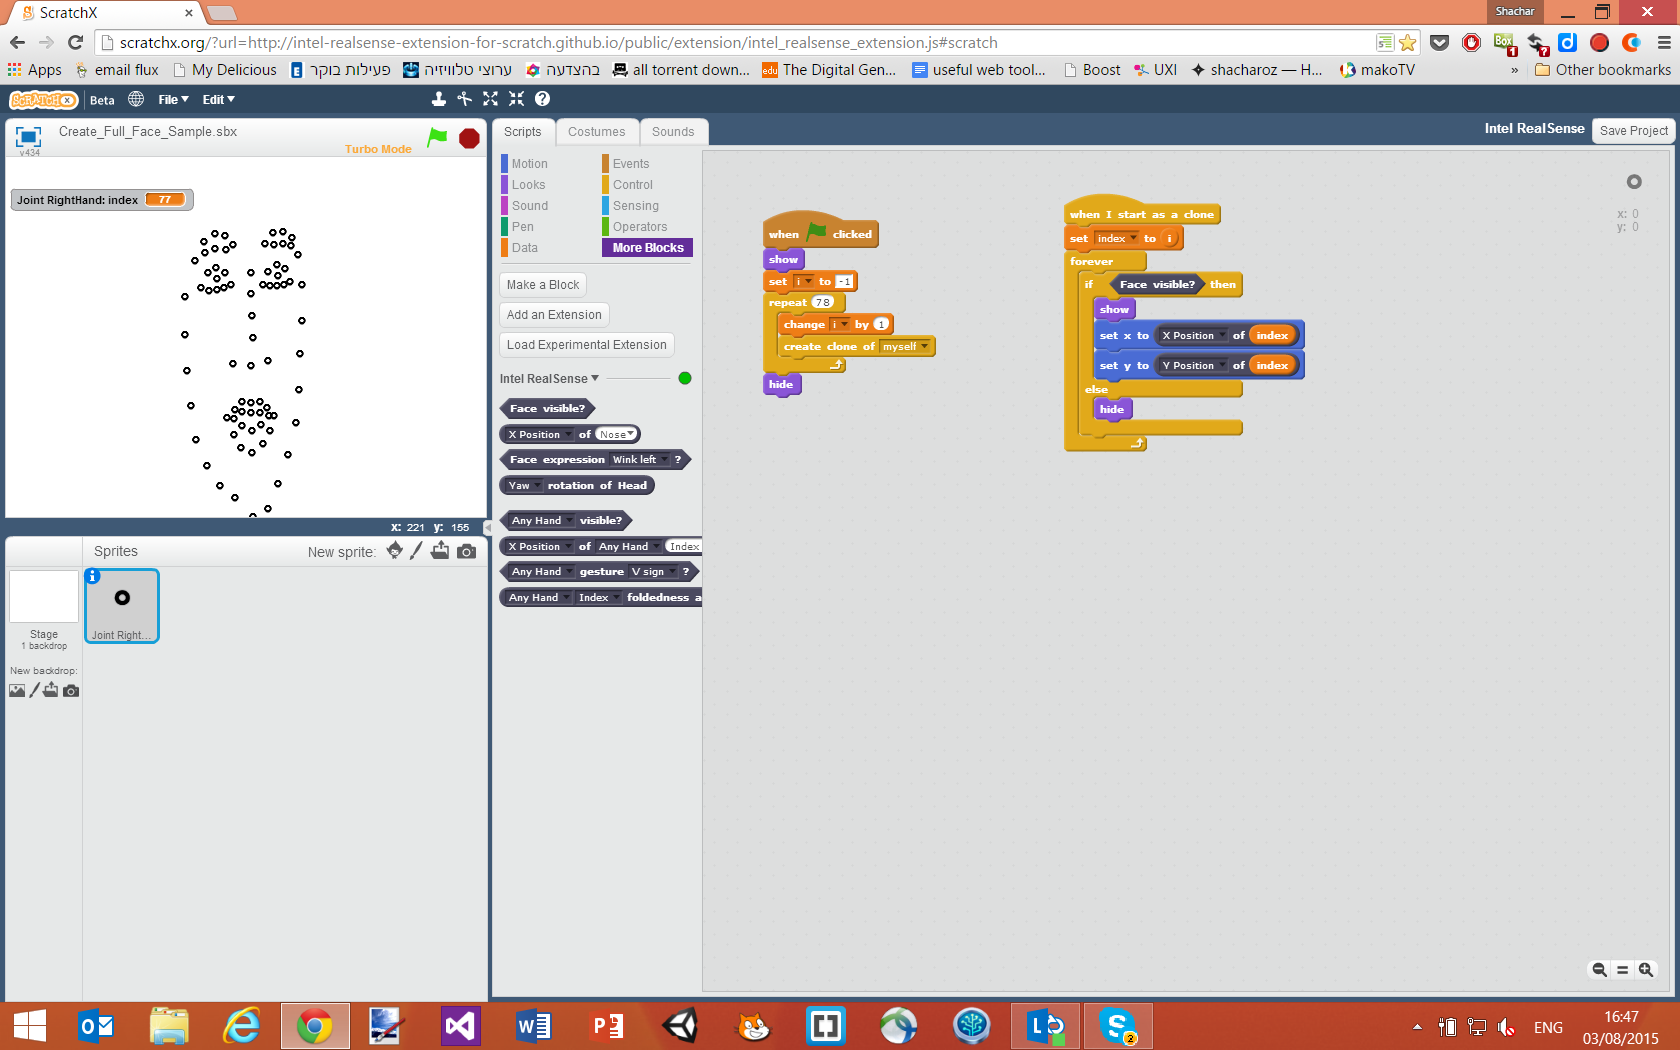 ScratchX
Shachar
scratchx.org/?url=http://intel-realsense-extension-for-scratch.github.io/public/extension/intel_realsense_extension.js#scratch
Apps email flux My Delicious פעילות בוקר ערוצי טלוויזיה בהצדעה all torrent down... The Digital Gen... useful web tool... Boost UXI shacharoz — H... makoTV » Other bookmarks
SCRATCHX Beta File Edit
Create_Full_Face_Sample.sbx
v434
Turbo Mode
Scripts Costumes Sounds
Intel RealSense Save Project
Joint RightHand: index 77
Motion Events
Looks Control
Sound Sensing
Pen Operators
Data More Blocks
Make a Block
Add an Extension
Load Experimental Extension
Intel RealSense
Face visible?
X Position of Nose
Face expression Wink left ?
Yaw rotation of Head
Any Hand visible?
X Position of Any Hand Index
Any Hand gesture V sign ?
Any Hand Index foldedness a
when clicked
show
set i to -1
repeat 78
change i by 1
create clone of myself
hide
when I start as a clone
set index to i
forever
if Face visible? then
show
set x to X Position of index
set y to Y Position of index
else
hide
x: 0
y: 0
x: 221 y: 155
Sprites New sprite:
Stage
1 backdrop
New backdrop:
Joint Right...
ENG
16:47
03/08/2015